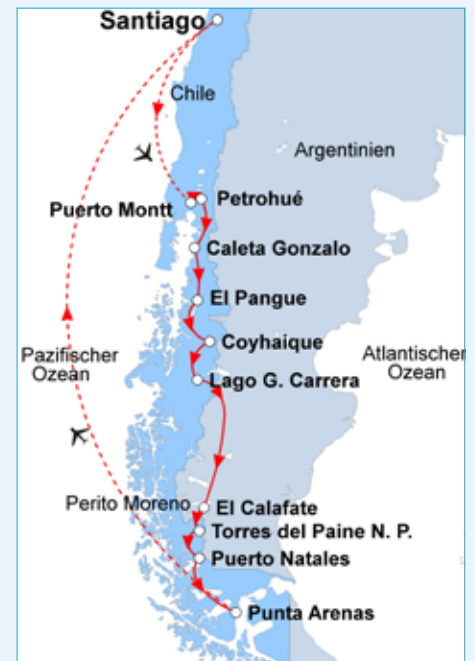 Santiago
Chile
Argentinien
Puerto Montt
Petrohué
Caleta Gonzalo
El Pangue
Coyhaique
Pazifischer
Ozean
Atlantischer
Ozean
Lago G. Carrera
Perito Moreno
El Calafate
Torres del Paine N. P.
Puerto Natales
Punta Arenas